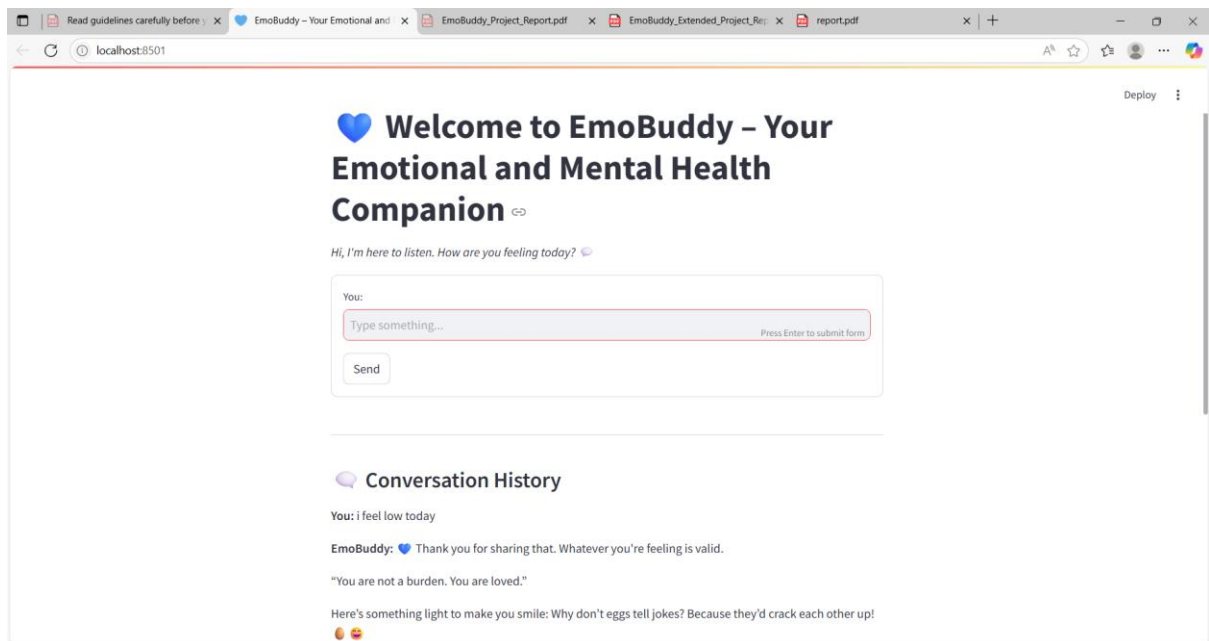 Read guidelines carefully before y
EmoBuddy – Your Emotional and
EmoBuddy_Project_Report.pdf
EmoBuddy_Extended_Project_Rep
report.pdf
localhost:8501
Deploy
💙 Welcome to EmoBuddy – Your
Emotional and Mental Health
Companion
Hi, I'm here to listen. How are you feeling today? 💬
You:
Type something...
Press Enter to submit form
Send
💬 Conversation History
You: i feel low today
EmoBuddy: 💙 Thank you for sharing that. Whatever you're feeling is valid.
“You are not a burden. You are loved.”
Here’s something light to make you smile: Why don’t eggs tell jokes? Because they’d crack each other up!
🥚 😄